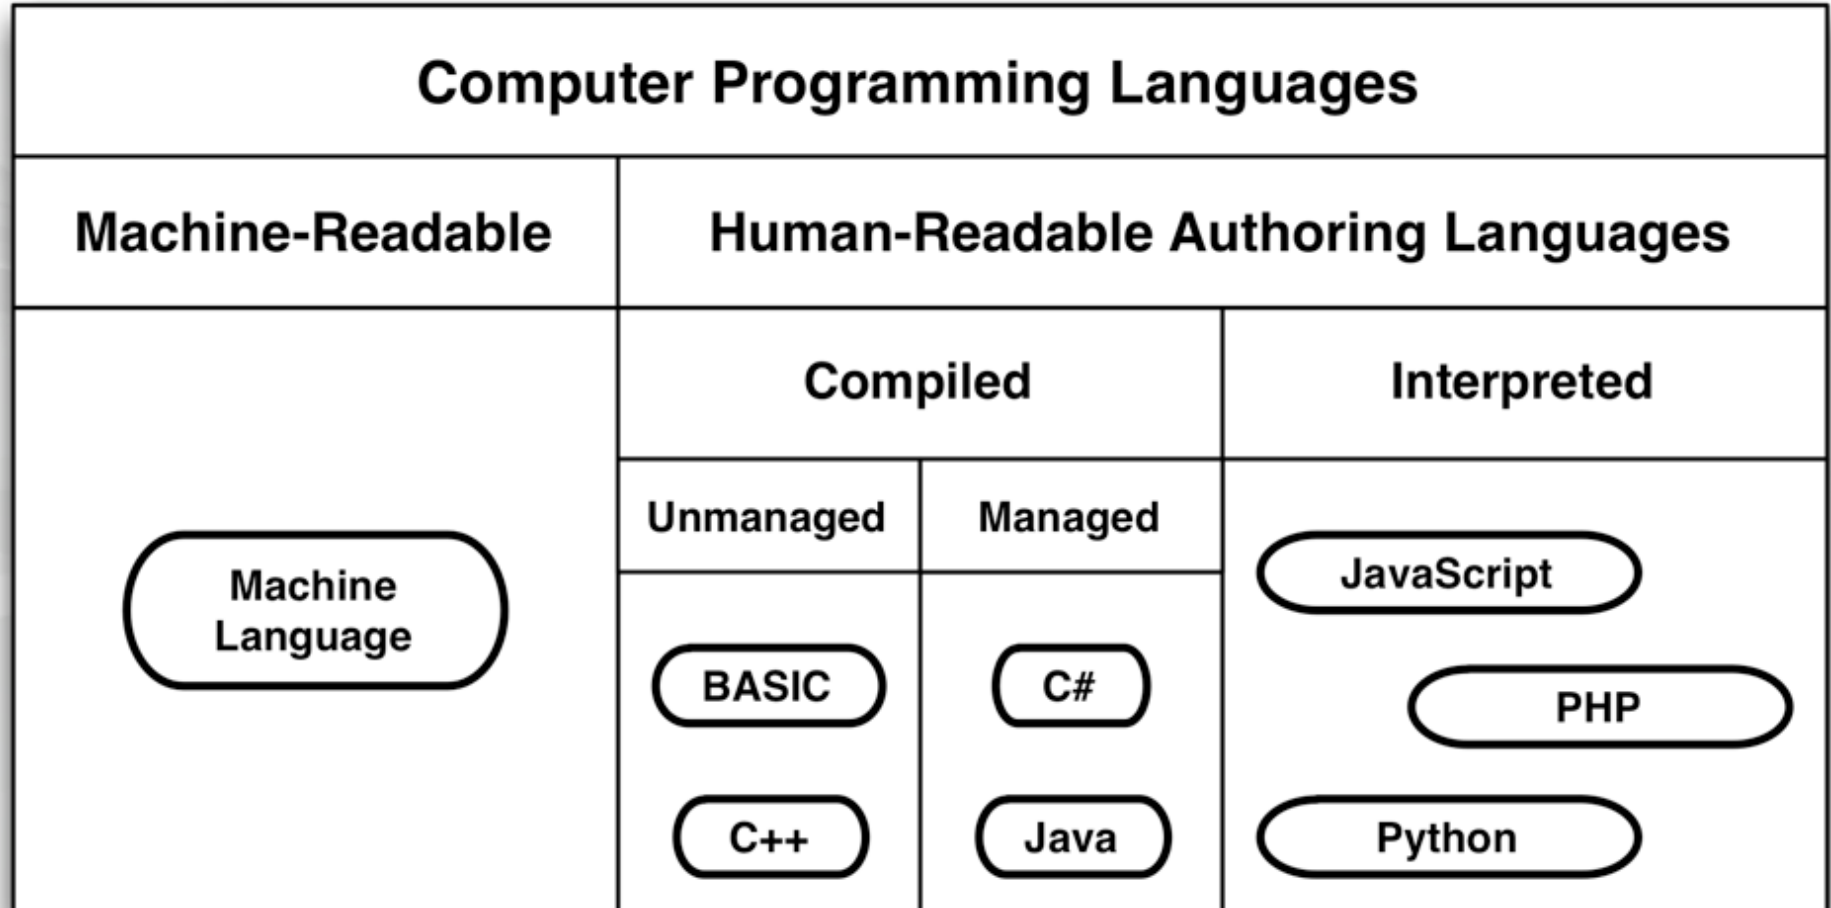 Computer Programming Languages
Machine-Readable
Human-Readable Authoring Languages
Compiled
Interpreted
Unmanaged
Managed
Machine
Language
BASIC
C++
C#
Java
JavaScript
PHP
Python